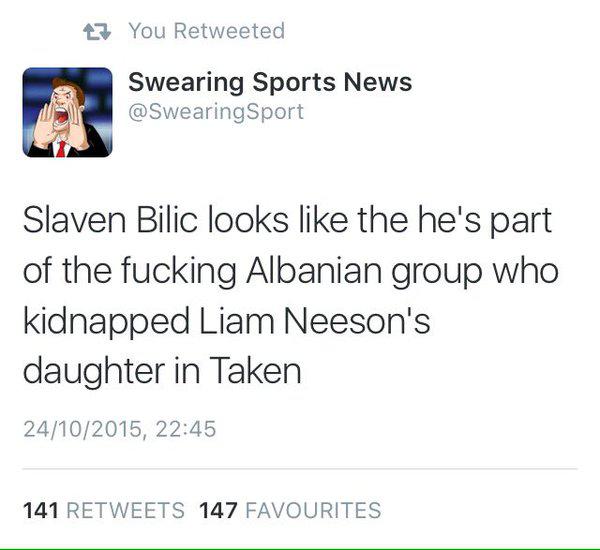 You Retweeted
Swearing Sports News
@SwearingSport
Slaven Bilic looks like the he's part
of the fucking Albanian group who
kidnapped Liam Neeson's
daughter in Taken
24/10/2015, 22:45
141 RETWEETS 147 FAVOURITES